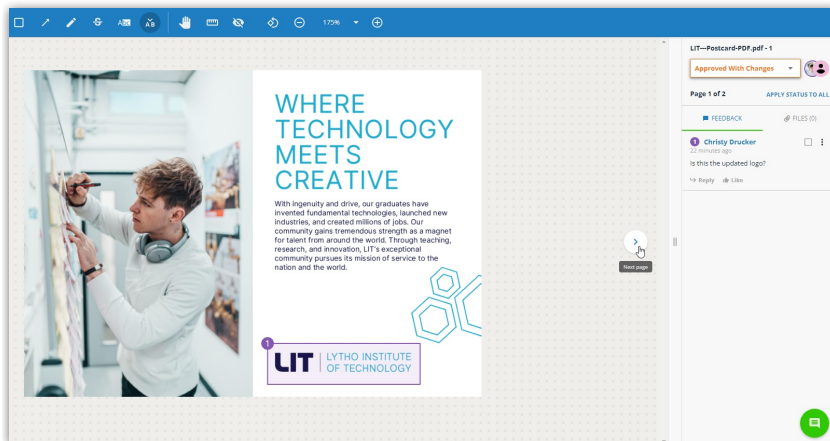 Abc
AB
175%
WHERE
TECHNOLOGY
MEETS
CREATIVE
With ingenuity and drive, our graduates have
invented fundamental technologies, launched new
industries, and created millions of jobs. Our
community gains tremendous strength as a magnet
for talent from around the world. Through teaching,
research, and innovation, LIT's exceptional
community pursues its mission of service to the
nation and the world.
1
LIT | LYTHO INSTITUTE
OF TECHNOLOGY
Next page
LIT—Postcard-PDF.pdf - 1
Approved With Changes
Page 1 of 2 APPLY STATUS TO ALL
FEEDBACK FILES (0)
1 Christy Drucker
22 minutes ago
Is this the updated logo?
Reply Like